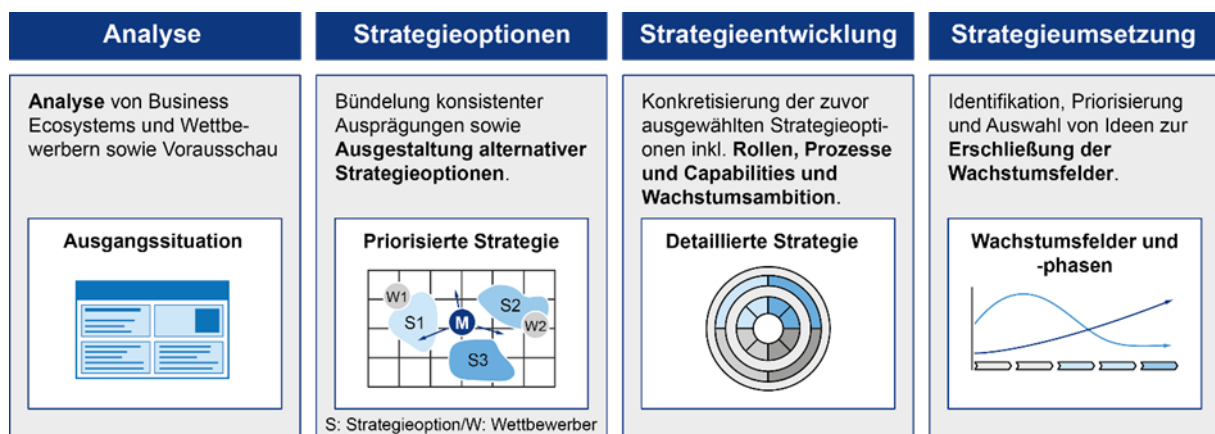 Analyse
Analyse von Business
Ecosystems und Wettbe-
werbern sowie Vorausschau
Ausgangssituation
Strategieoptionen
Bündelung konsistenter
Ausprägungen sowie
Ausgestaltung alternativer
Strategieoptionen.
Priorisierte Strategie
W1
S1
M
S2
W2
S3
S: Strategieoption/W: Wettbewerber
Strategieentwicklung
Konkretisierung der zuvor
ausgewählten Strategieopti-
onen inkl. Rollen, Prozesse
und Capabilities und
Wachstumsambition.
Detaillierte Strategie
Strategieumsetzung
Identifikation, Priorisierung
und Auswahl von Ideen zur
Erschließung der
Wachstumsfelder.
Wachstumsfelder und
-phasen